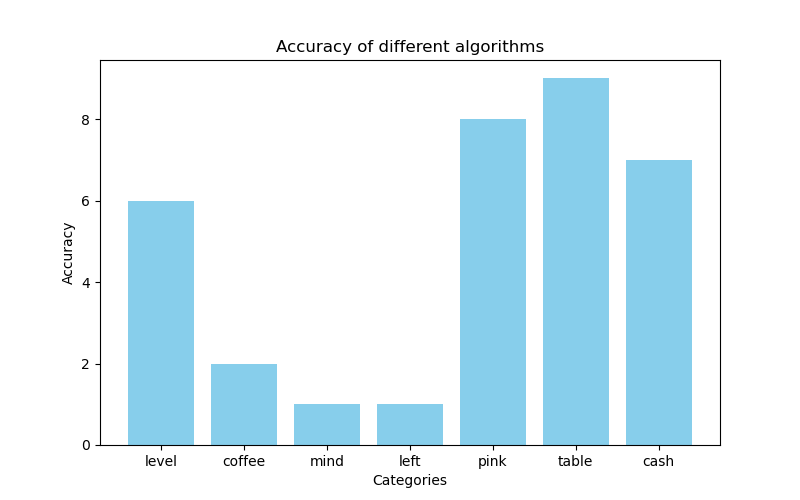 Accuracy of different algorithms
8
6
4
2
0
Accuracy
level coffee mind left pink table cash
Categories